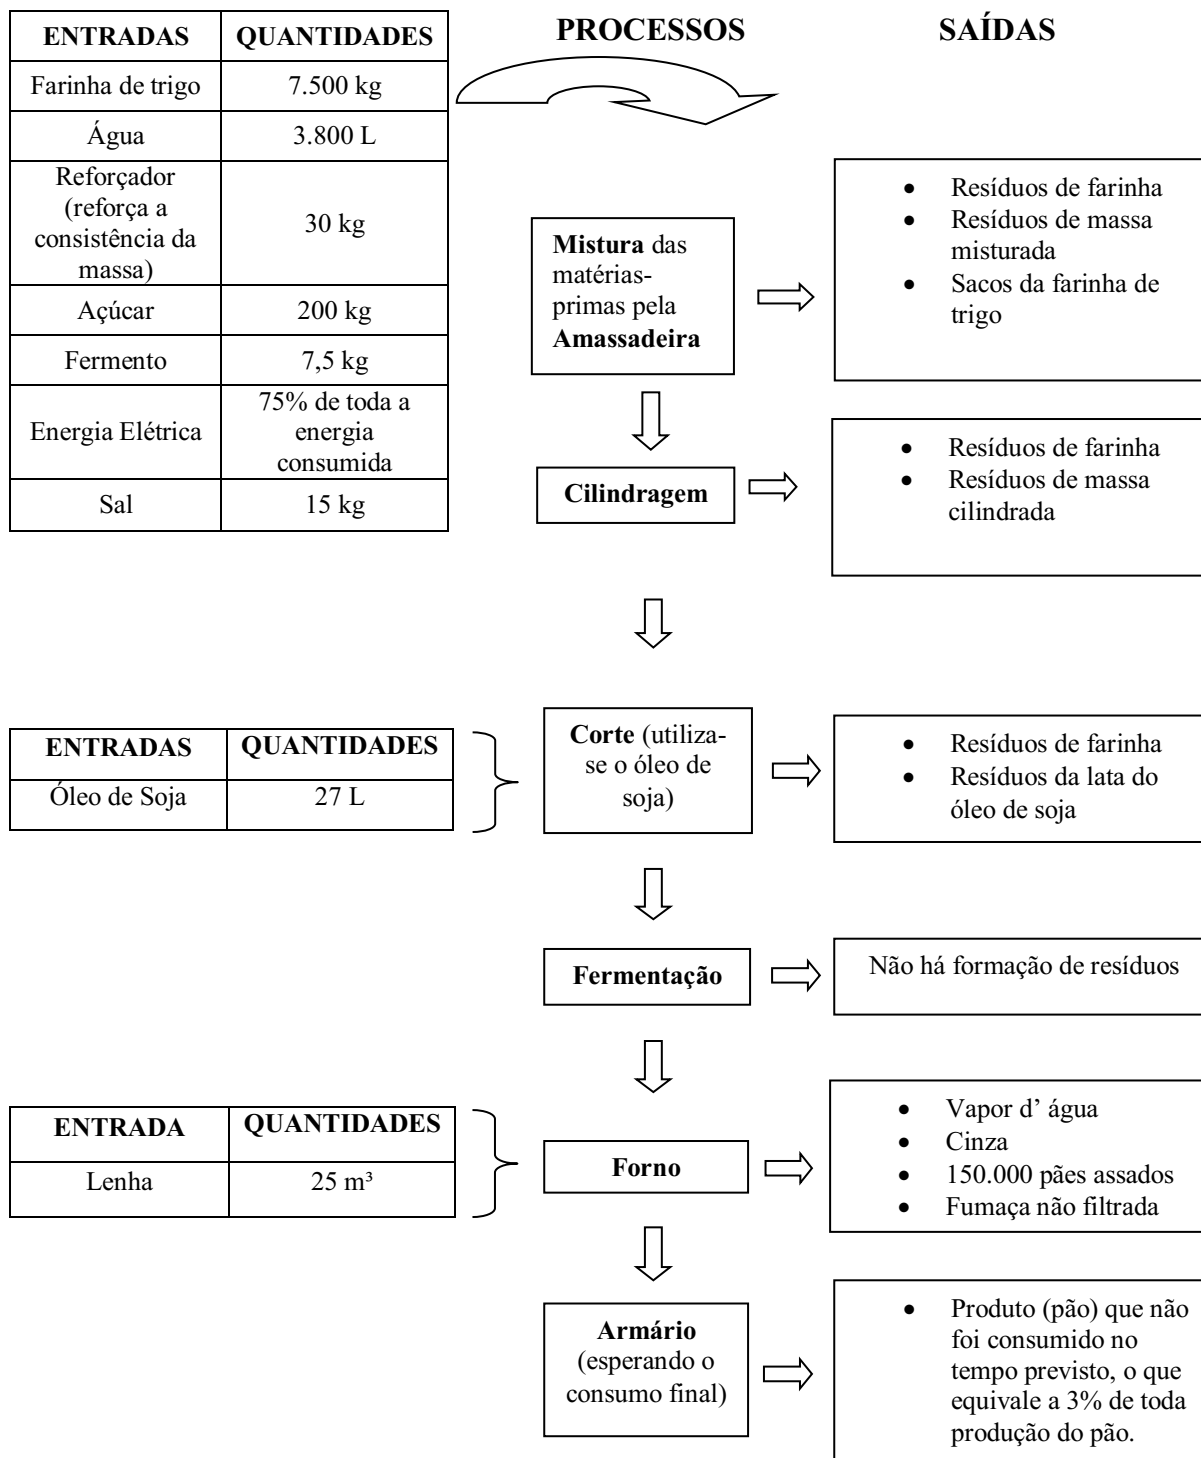 PROCESSOS
SAÍDAS
ENTRADAS QUANTIDADES
Farinha de trigo 7.500 kg
Água 3.800 L
Reforçador
(reforça a
consistência da
massa)
30 kg
Açúcar 200 kg
Fermento 7,5 kg
Energia Elétrica
75% de toda a
energia
consumida
Sal 15 kg
Mistura das
matérias-
primas pela
Amassadeira
• Resíduos de farinha
• Resíduos de massa
misturada
• Sacos da farinha de
trigo
Cilindragem
• Resíduos de farinha
• Resíduos de massa
cilindrada
ENTRADAS QUANTIDADES
Óleo de Soja 27 L
Corte (utiliza-
se o óleo de
soja)
• Resíduos de farinha
• Resíduos da lata do
óleo de soja
Fermentação
Não há formação de resíduos
ENTRADA QUANTIDADES
Lenha 25 m³
Forno
• Vapor d’ água
• Cinza
• 150.000 pães assados
• Fumaça não filtrada
Armário
(esperando o
consumo final)
• Produto (pão) que não
foi consumido no
tempo previsto, o que
equivale a 3% de toda
produção do pão.